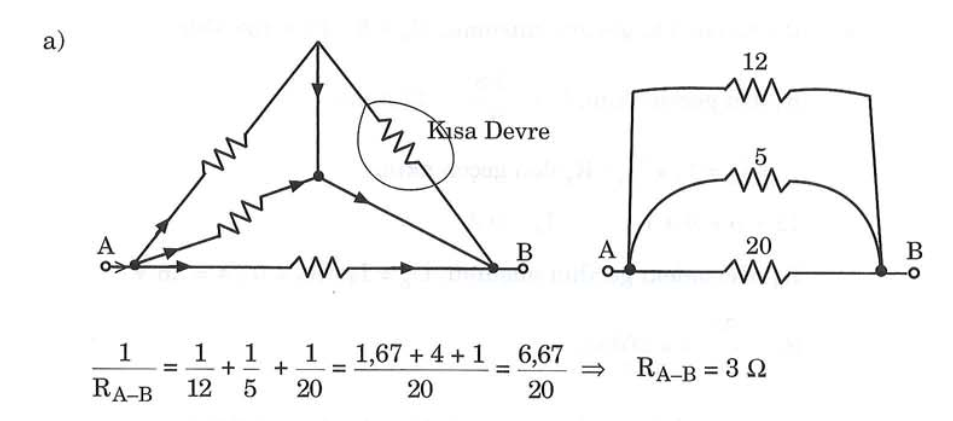 a)
Kısa Devre
A
B
12
5
20
A
B
1/R_A–B = 1/12 + 1/5 + 1/20 = (1,67 + 4 + 1)/20 = 6,67/20 ⇒ R_A–B = 3 Ω